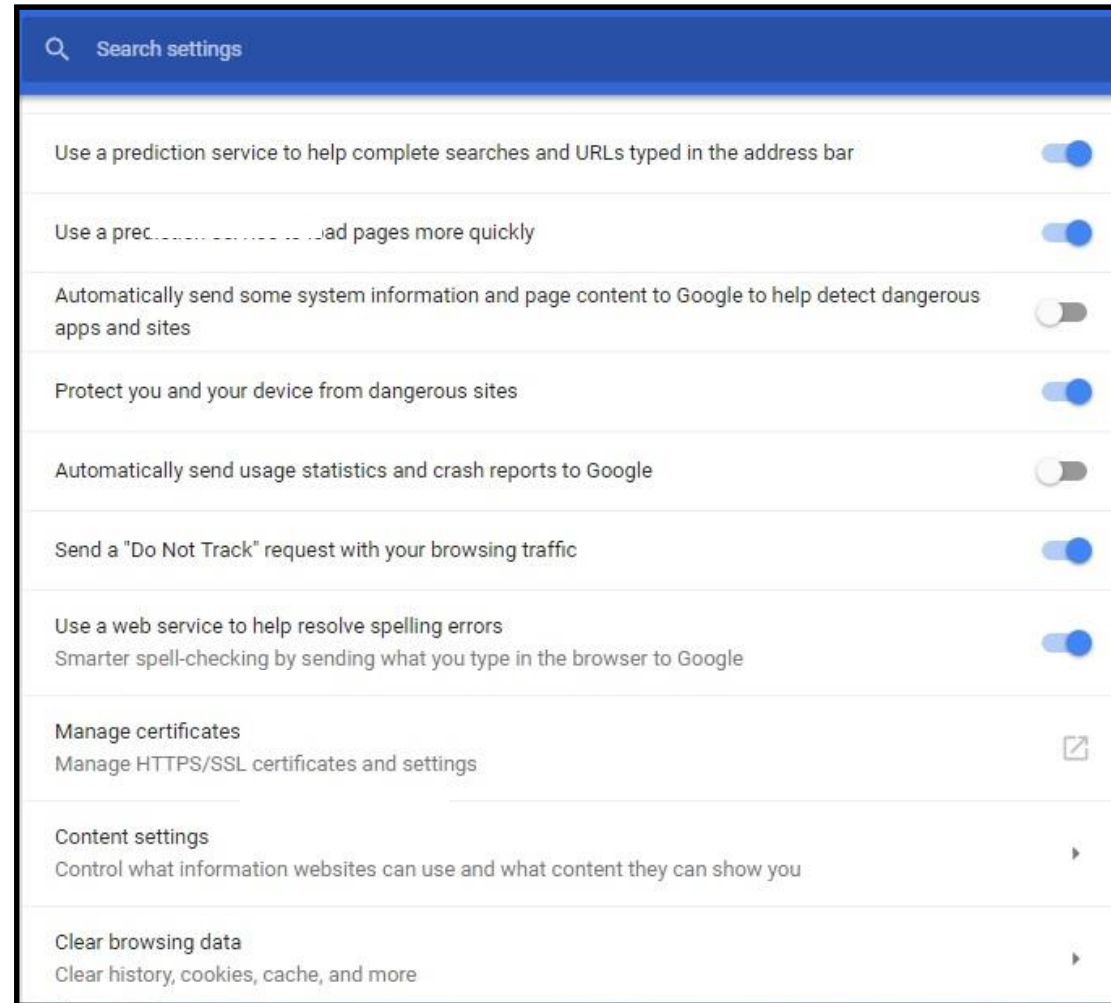 Search settings
Use a prediction service to help complete searches and URLs typed in the address bar
Use a pages more quickly
Automatically send some system information and page content to Google to help detect dangerous
apps and sites
Protect you and your device from dangerous sites
Automatically send usage statistics and crash reports to Google
Send a "Do Not Track" request with your browsing traffic
Use a web service to help resolve spelling errors
Smarter spell-checking by sending what you type in the browser to Google
Manage certificates
Manage HTTPS/SSL certificates and settings
Content settings
Control what information websites can use and what content they can show you
Clear browsing data
Clear history, cookies, cache, and more